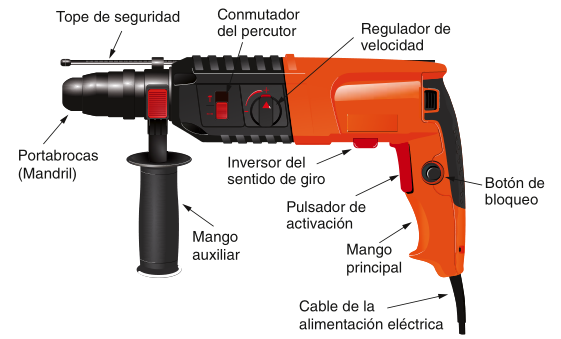 Tope de seguridad
Conmutador
del percutor
Regulador de
velocidad
Portabrocas
(Mandril)
Inversor del
sentido de giro
Botón de
bloqueo
Pulsador de
activación
Mango
auxiliar
Mango
principal
Cable de la
alimentación eléctrica